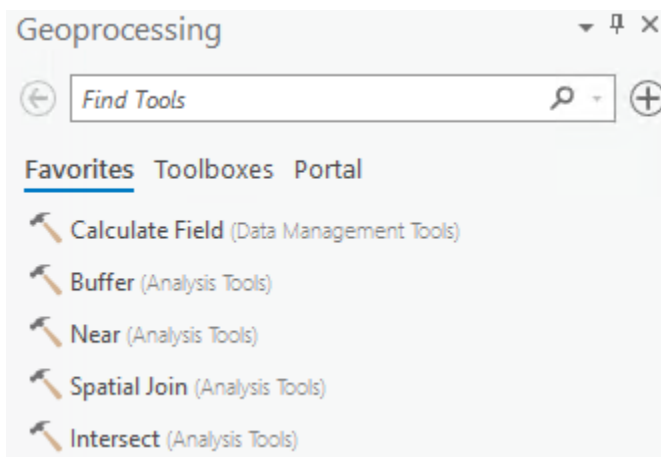 Geoprocessing
Find Tools
Favorites Toolboxes Portal
Calculate Field (Data Management Tools)
Buffer (Analysis Tools)
Near (Analysis Tools)
Spatial Join (Analysis Tools)
Intersect (Analysis Tools)